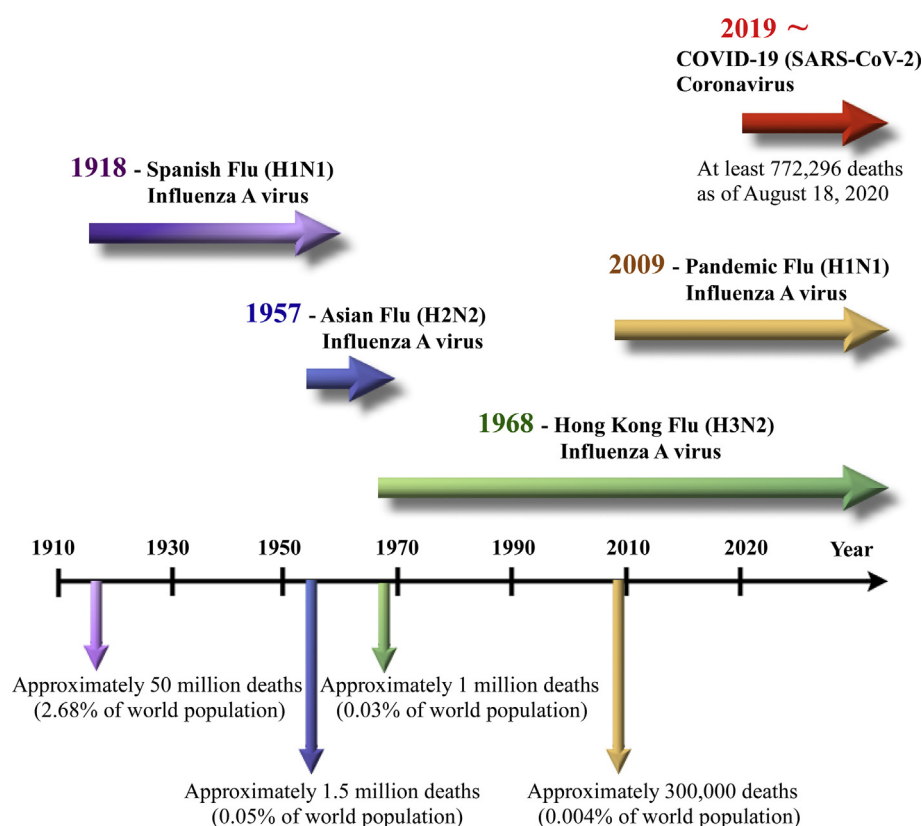 2019 ~
COVID-19 (SARS-CoV-2)
Coronavirus
At least 772,296 deaths
as of August 18, 2020
1918 - Spanish Flu (H1N1)
Influenza A virus
2009 - Pandemic Flu (H1N1)
Influenza A virus
1957 - Asian Flu (H2N2)
Influenza A virus
1968 - Hong Kong Flu (H3N2)
Influenza A virus
1910 1930 1950 1970 1990 2010 2020 Year
Approximately 50 million deaths
(2.68% of world population)
Approximately 1 million deaths
(0.03% of world population)
Approximately 1.5 million deaths
(0.05% of world population)
Approximately 300,000 deaths
(0.004% of world population)